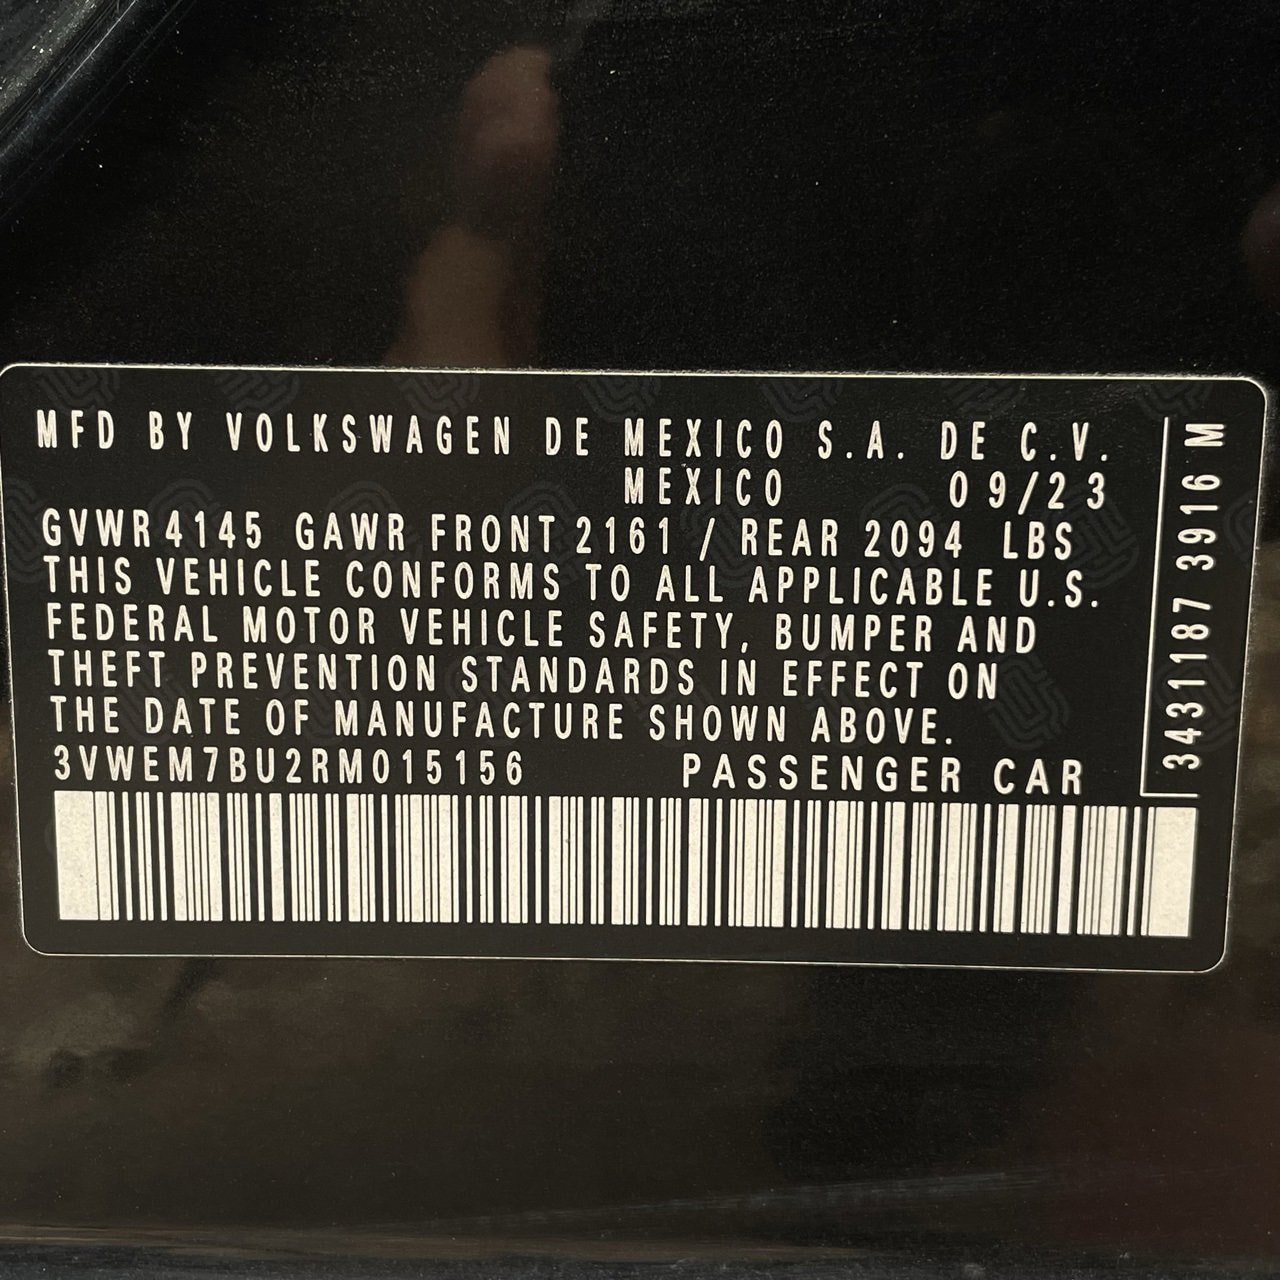 MFD BY VOLKSWAGEN DE MEXICO S.A. DE C.V.
MEXICO 09/23
GVWR 4145 GAWR FRONT 2161 / REAR 2094 LBS
THIS VEHICLE CONFORMS TO ALL APPLICABLE U.S.
FEDERAL MOTOR VEHICLE SAFETY, BUMPER AND
THEFT PREVENTION STANDARDS IN EFFECT ON
THE DATE OF MANUFACTURE SHOWN ABOVE.
3VWEM7BU2RM015156 PASSENGER CAR
3431187 3916 M